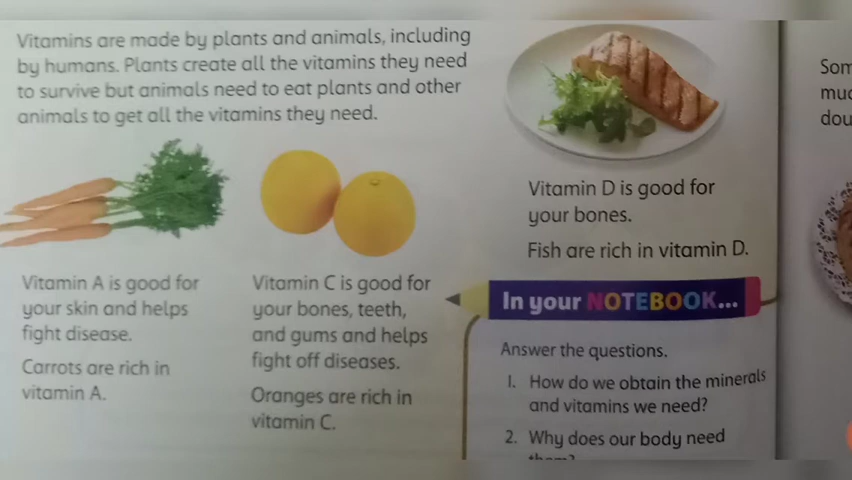 Vitamins are made by plants and animals, including
by humans. Plants create all the vitamins they need
to survive but animals need to eat plants and other
animals to get all the vitamins they need.
Vitamin A is good for
your skin and helps
fight disease.
Carrots are rich in
vitamin A.
Vitamin C is good for
your bones, teeth,
and gums and helps
fight off diseases.
Oranges are rich in
vitamin C.
Vitamin D is good for
your bones.
Fish are rich in vitamin D.
In your NOTEBOOK...
Answer the questions.
1. How do we obtain the minerals
and vitamins we need?
2. Why does our body need